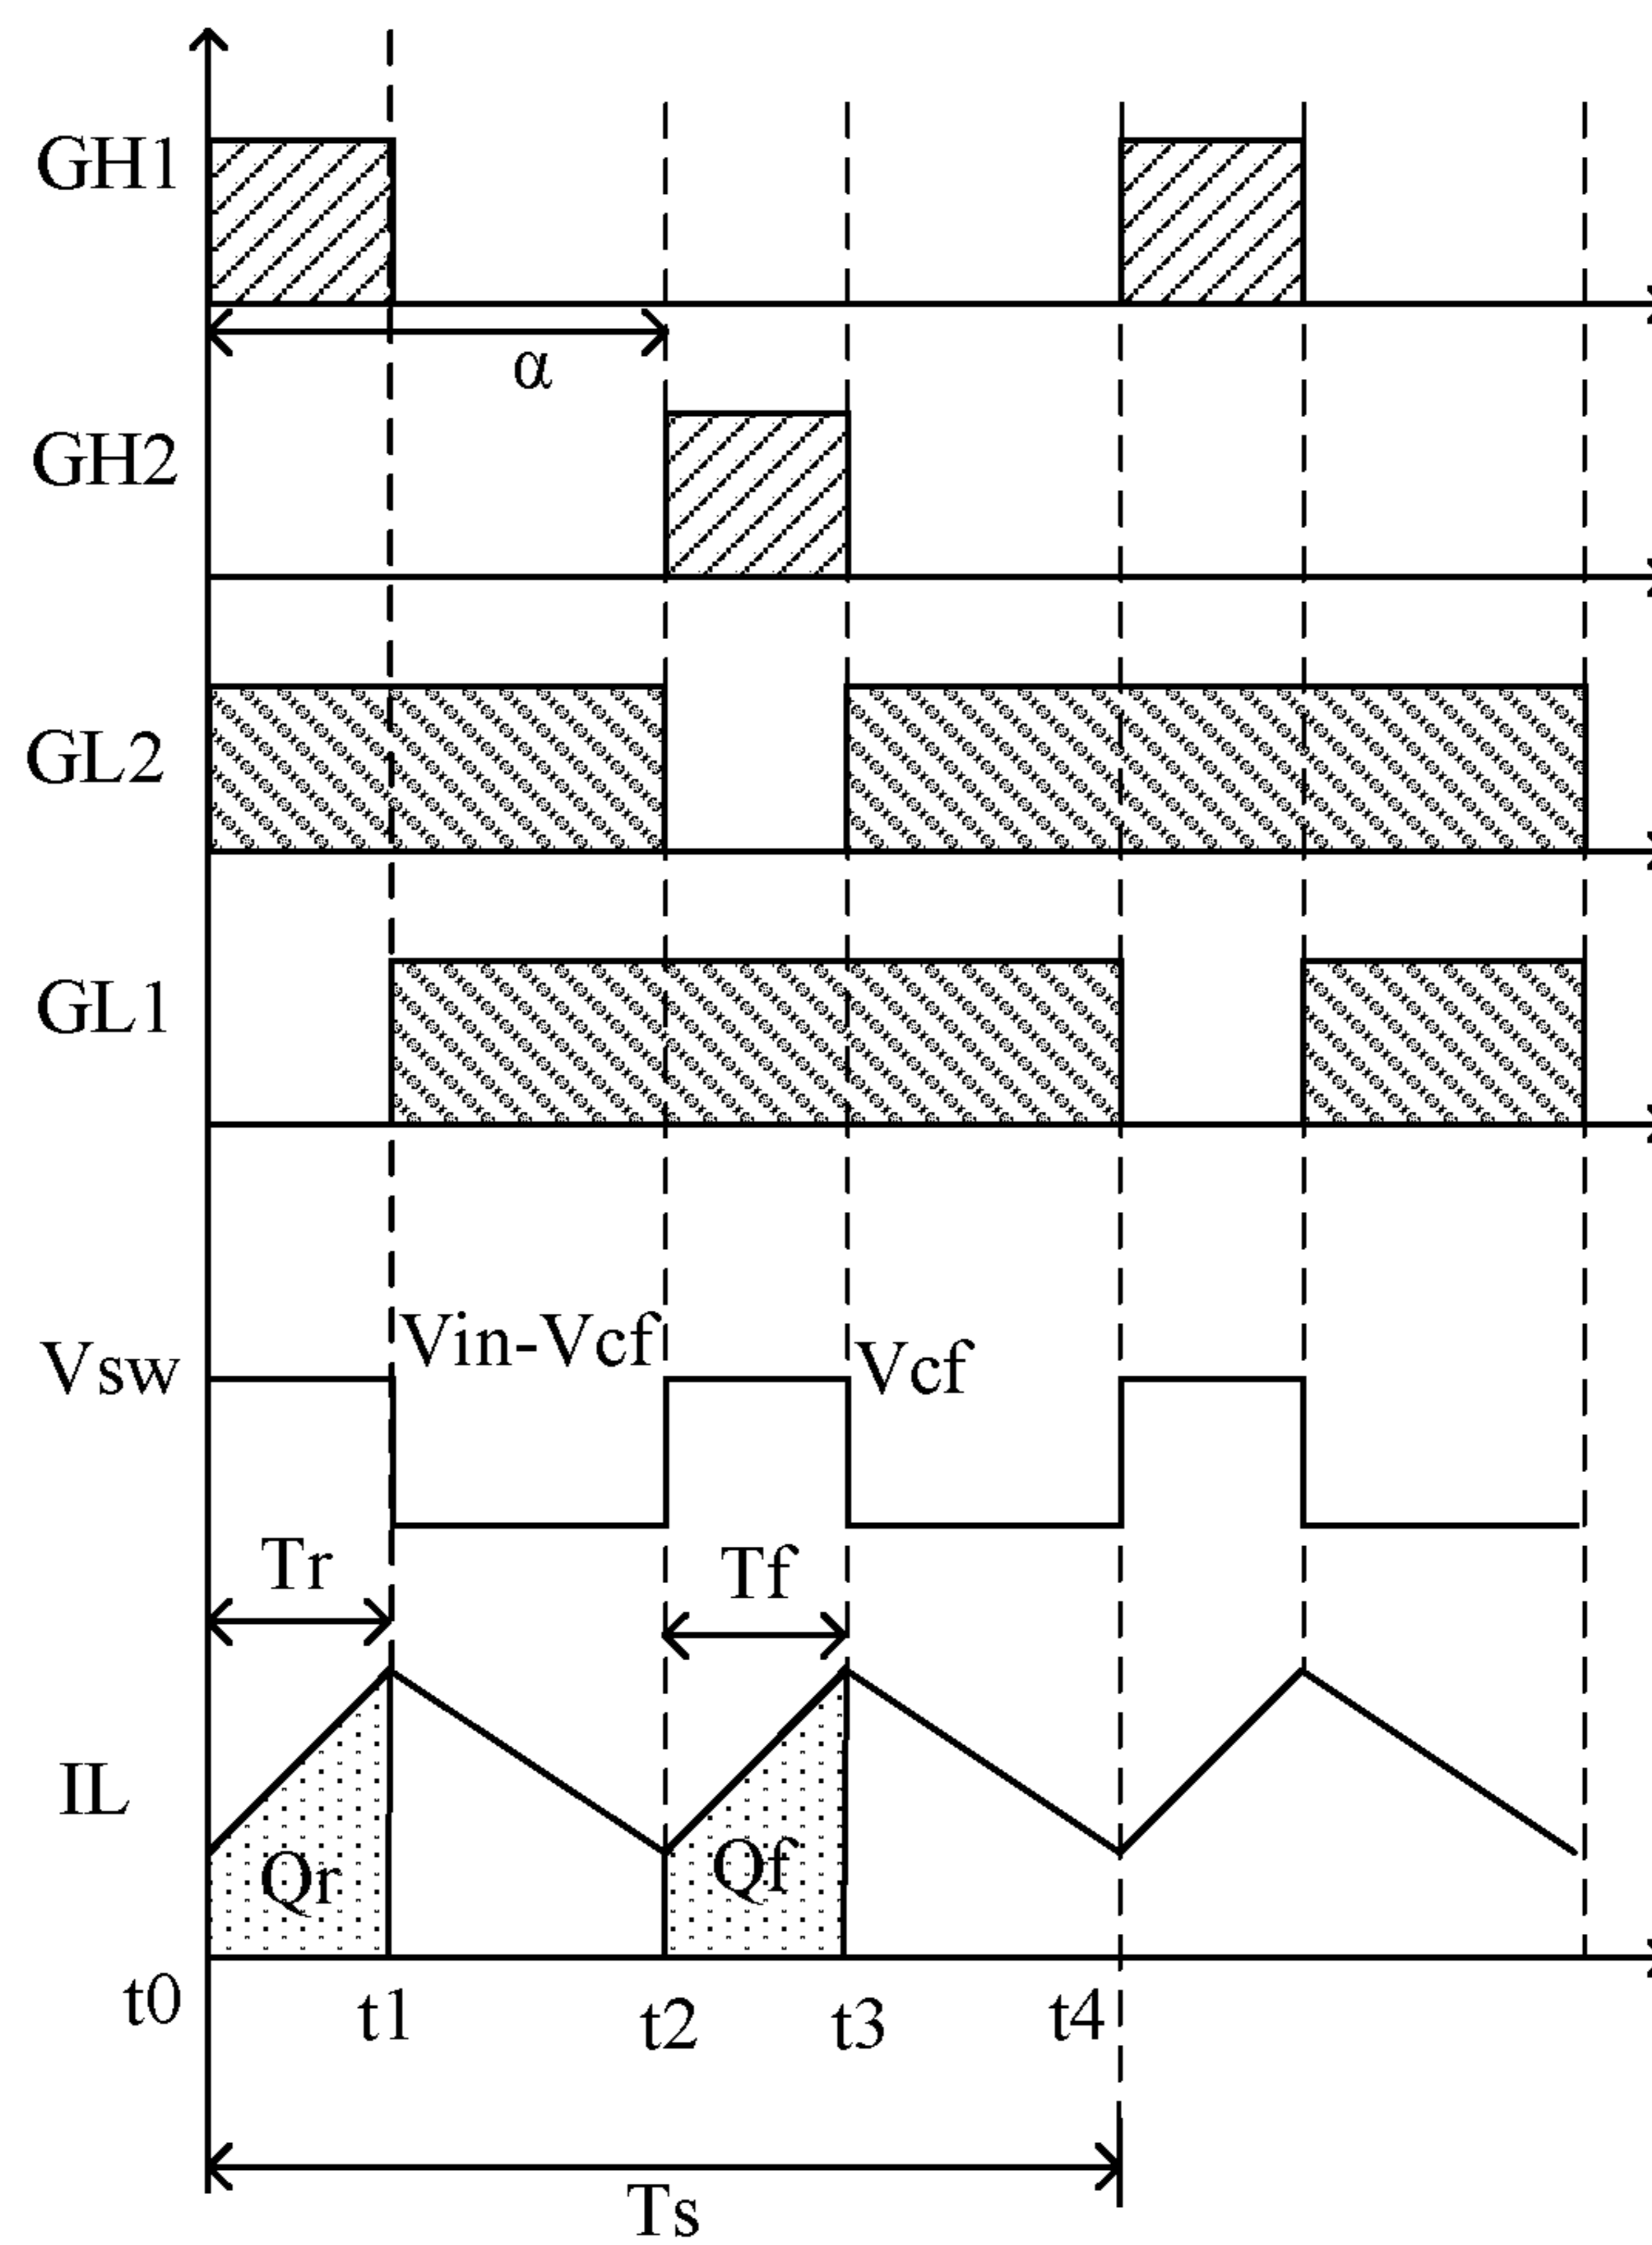 GH1
α
GH2
GL2
GL1
Vsw Vin-Vcf Vcf
Tr Tf
IL
Qr Qf
t0 t1 t2 t3 t4
Ts